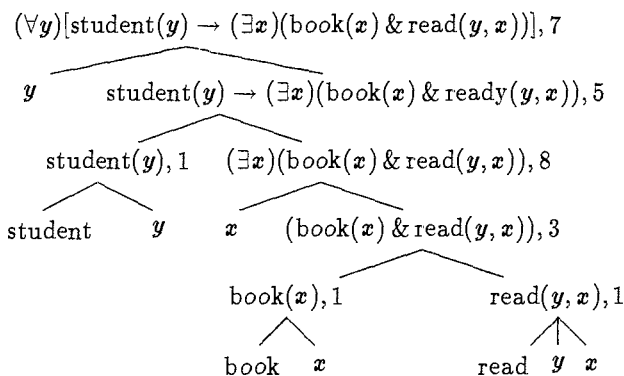 (∀y)[student(y) → (∃x)(book(x) & read(y, x))], 7
y student(y) → (∃x)(book(x) & ready(y, x)), 5
student(y), 1 (∃x)(book(x) & read(y, x)), 8
student y x (book(x) & read(y, x)), 3
book(x), 1 read(y, x), 1
book x read y x